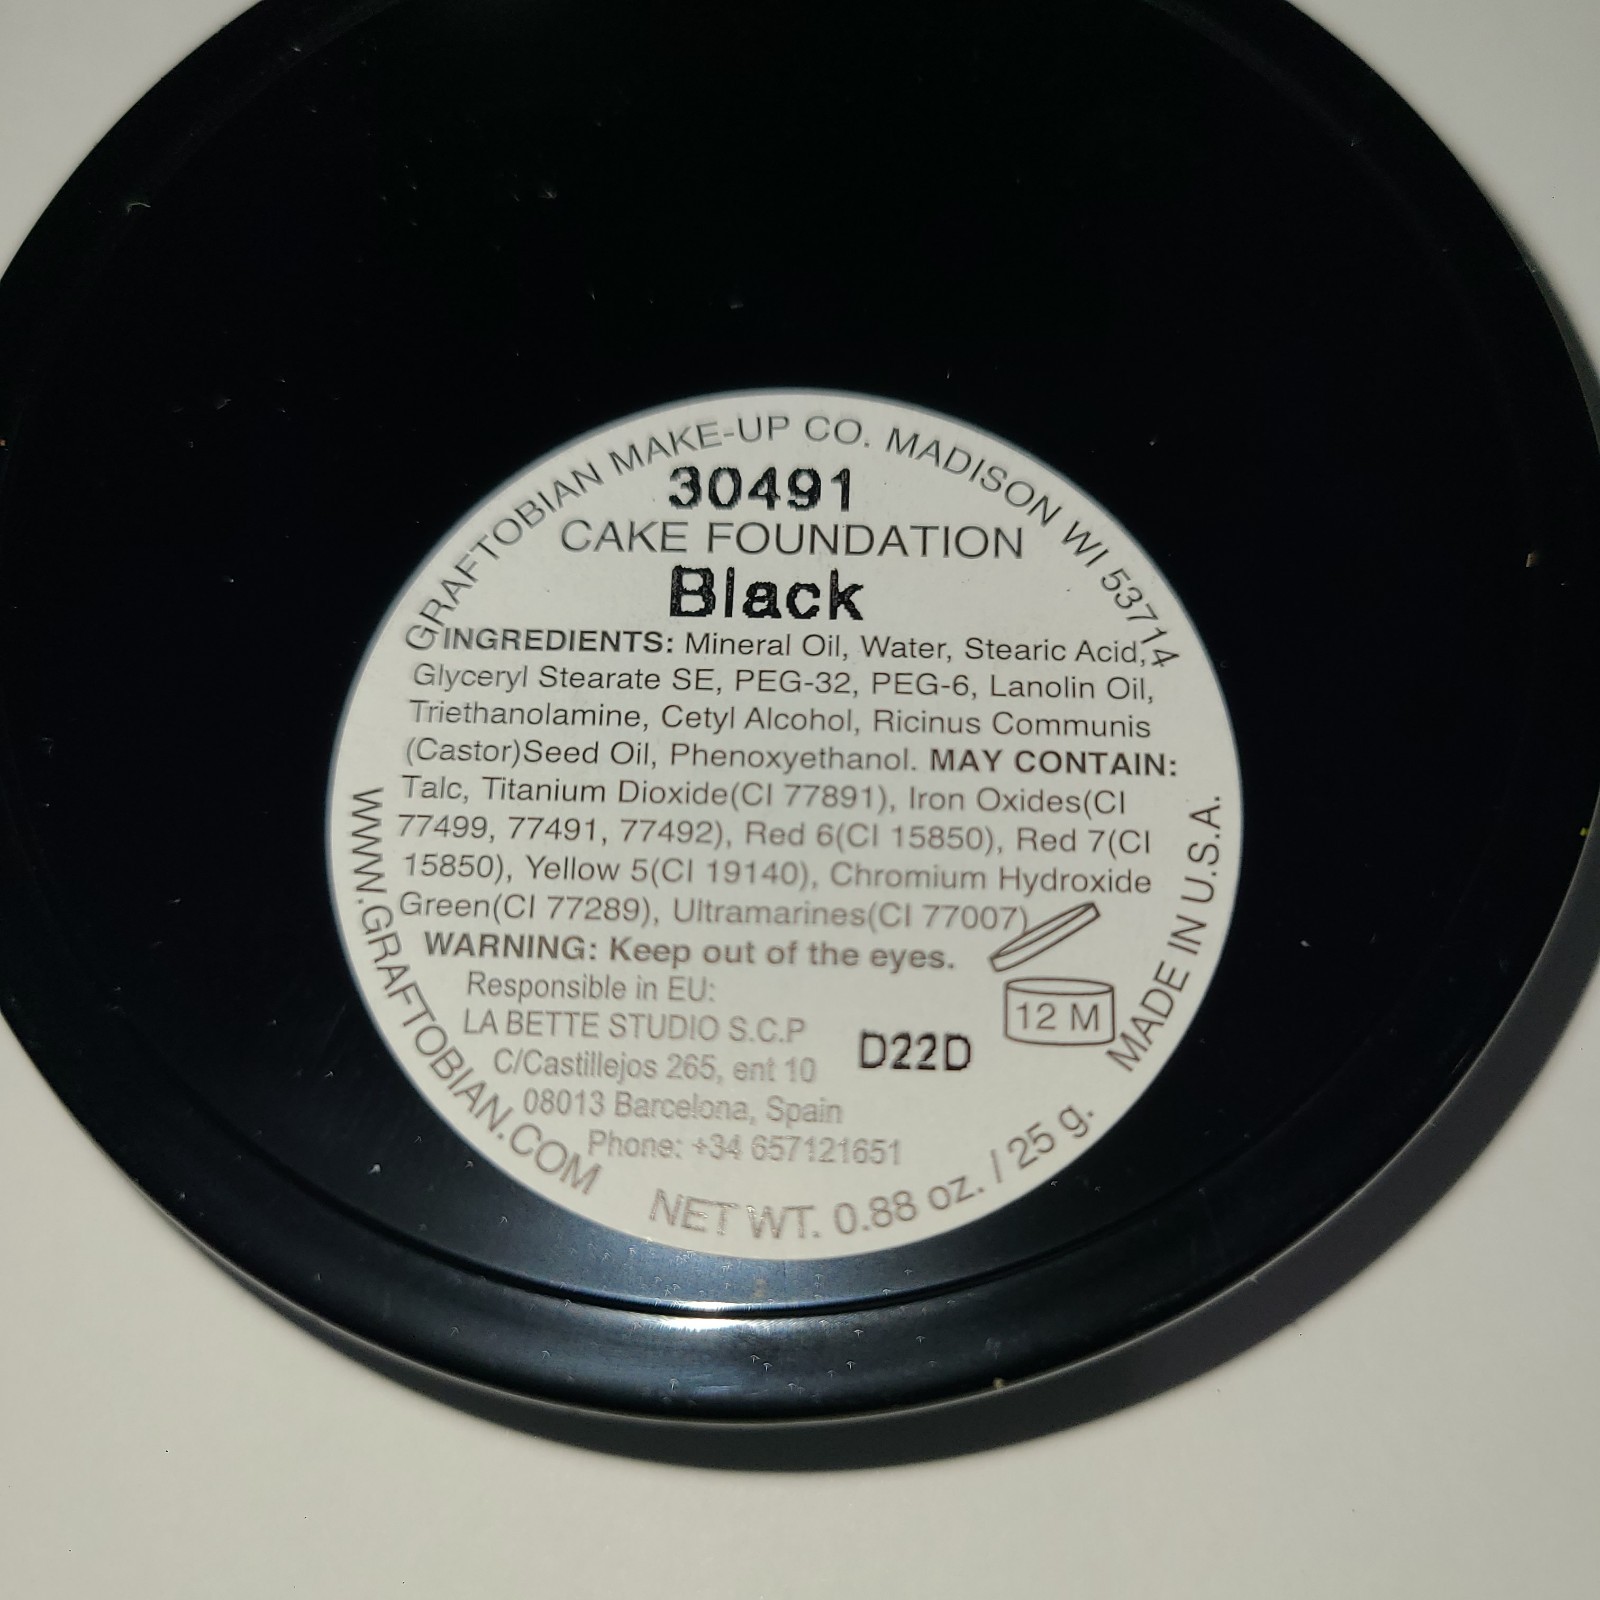 GRAFTOBIAN MAKE-UP CO. MADISON WI 53714
30491
CAKE FOUNDATION
Black
INGREDIENTS: Mineral Oil, Water, Stearic Acid,
Glyceryl Stearate SE, PEG-32, PEG-6, Lanolin Oil,
Triethanolamine, Cetyl Alcohol, Ricinus Communis
(Castor)Seed Oil, Phenoxyethanol. MAY CONTAIN:
Talc, Titanium Dioxide(CI 77891), Iron Oxides(CI
77499, 77491, 77492), Red 6(CI 15850), Red 7(CI
15850), Yellow 5(CI 19140), Chromium Hydroxide
Green(CI 77289), Ultramarines(CI 77007)
WARNING: Keep out of the eyes.
Responsible in EU:
LA BETTE STUDIO S.C.P
C/Castillejos 265, ent 10
08013 Barcelona, Spain
Phone: +34 657121651
D22D
12 M
WWW.GRAFTOBIAN.COM
NET WT. 0.88 oz. / 25 g.
MADE IN U.S.A.